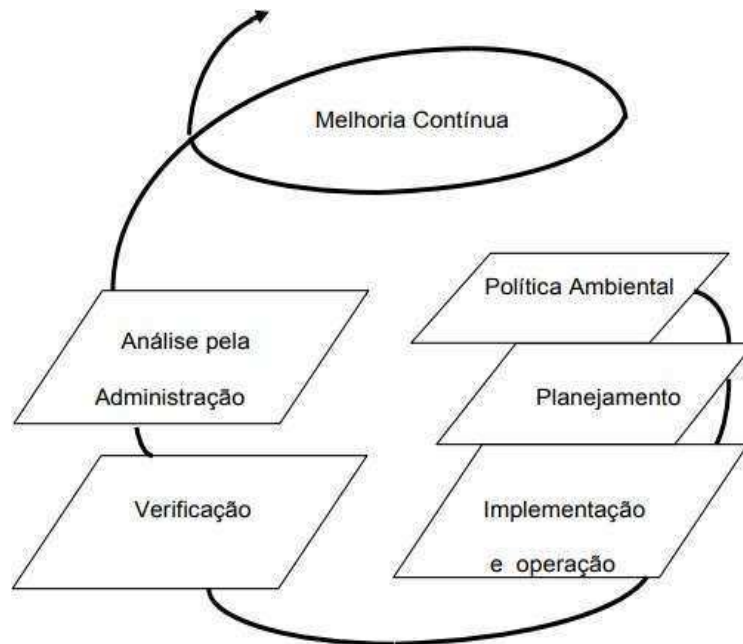 Melhoria Contínua
Política Ambiental
Análise pela
Administração
Planejamento
Verificação
Implementação
e operação